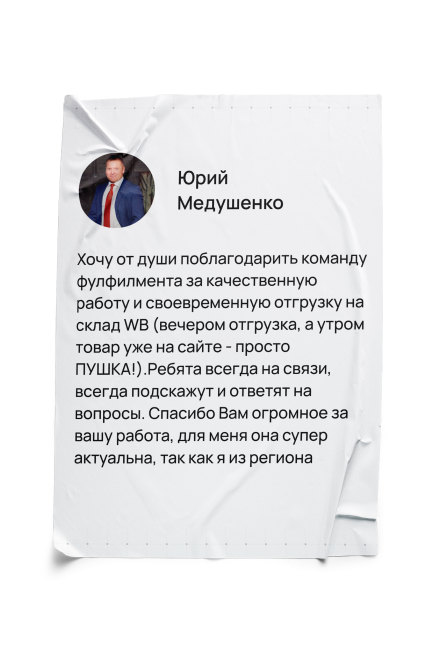 Юрий
Медушенко
Хочу от души поблагодарить команду
фулфилмента за качественную
работу и своевременную отгрузку на
склад WB (вечером отгрузка, а утром
товар уже на сайте - просто
ПУШКА!).Ребята всегда на связи,
всегда подскажут и ответят на
вопросы. Спасибо Вам огромное за
вашу работа, для меня она супер
актуальна, так как я из региона